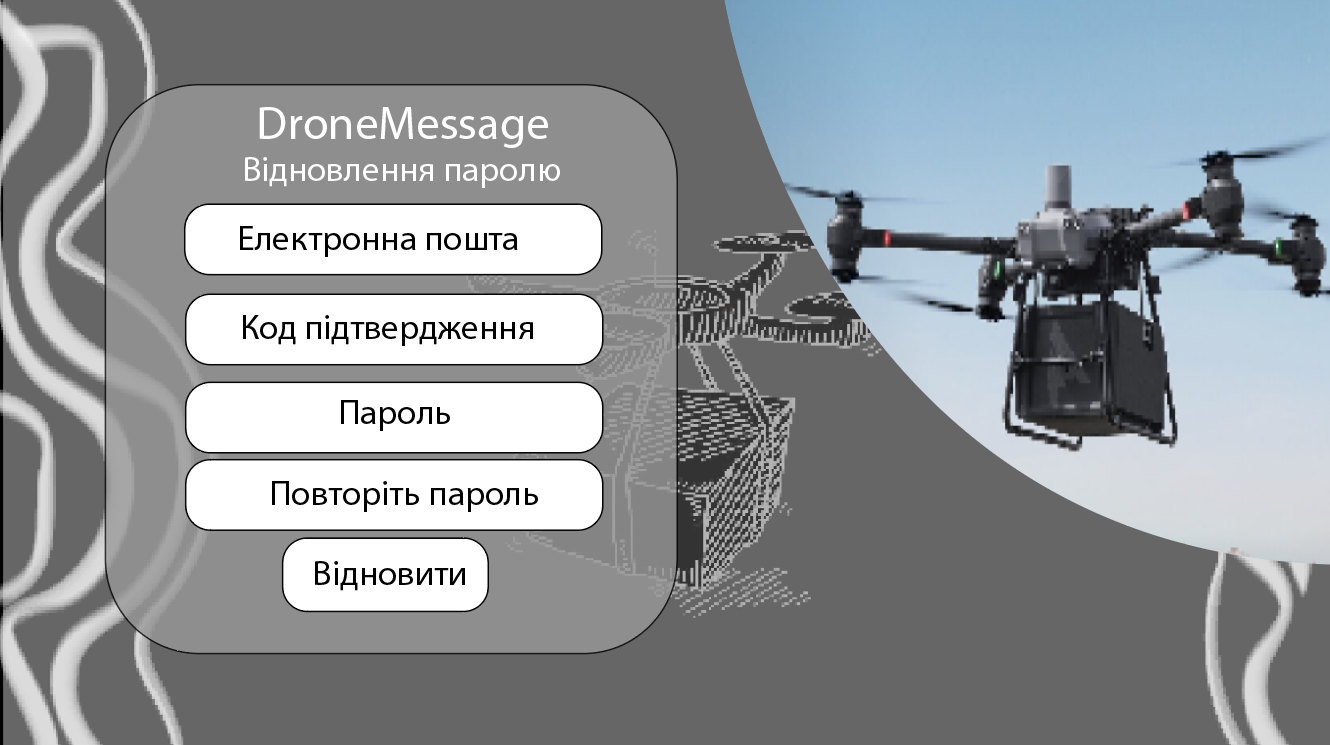 DroneMessage
Відновлення паролю
Електронна пошта
Код підтвердження
Пароль
Повторіть пароль
Відновити